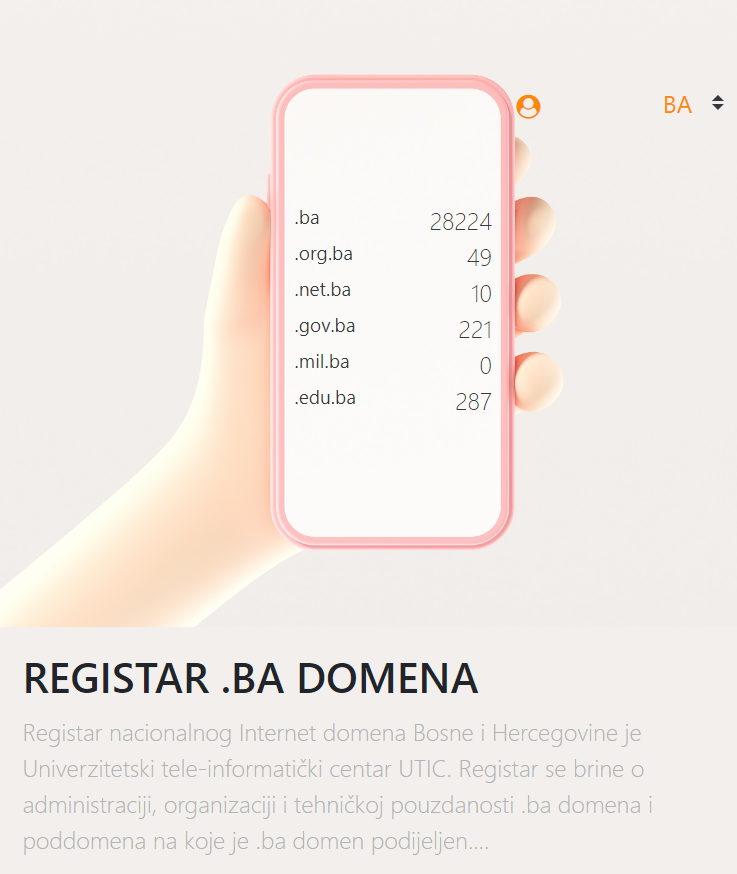 BA
.ba 28224
.org.ba 49
.net.ba 10
.gov.ba 221
.mil.ba 0
.edu.ba 287
REGISTAR .BA DOMENA
Registar nacionalnog Internet domena Bosne i Hercegovine je
Univerzitetski tele-informatički centar UTIC. Registar se brine o
administraciji, organizaciji i tehničkoj pouzdanosti .ba domena i
poddomena na koje je .ba domen podijeljen....